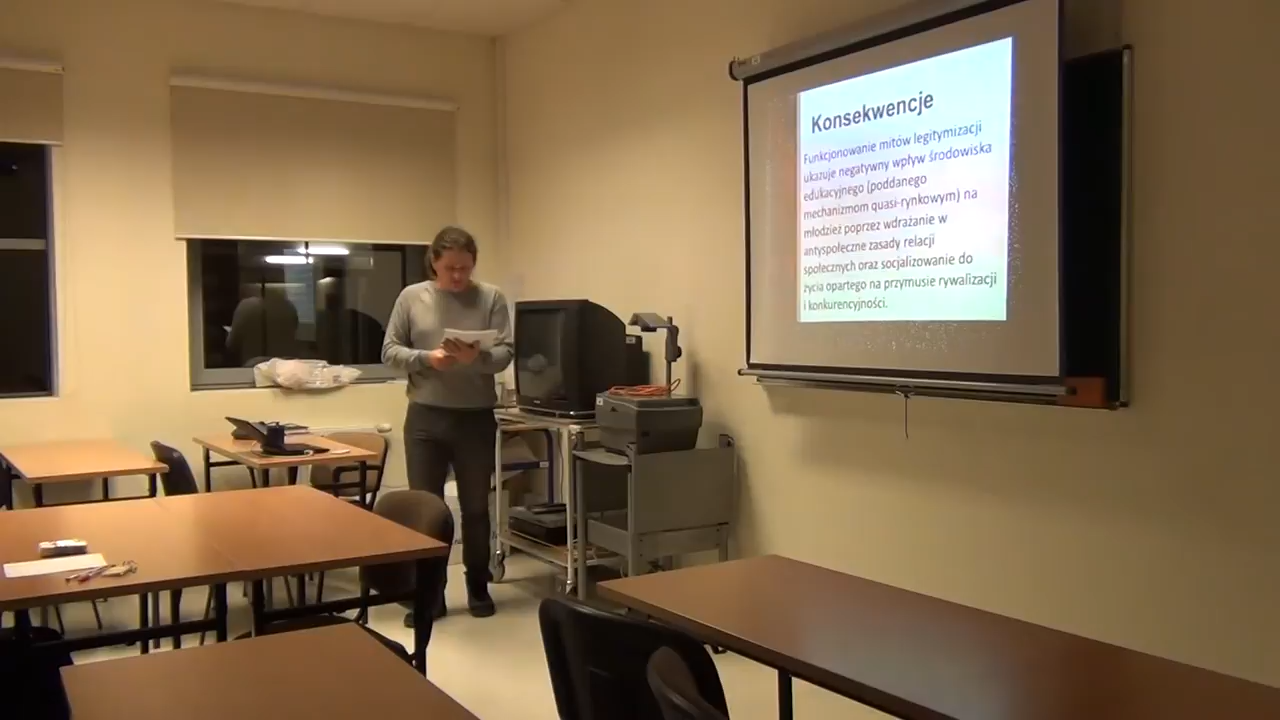 Konsekwencje
Funkcjonowanie mitów legitymizacji
ukazuje negatywny wpływ środowiska
edukacyjnego (poddanego
mechanizmom quasi-rynkowym) na
młodzież poprzez wdrażanie w
antyspołeczne zasady relacji
społecznych oraz socjalizowanie do
życia opartego na przymusie rywalizacji
i konkurencyjności.